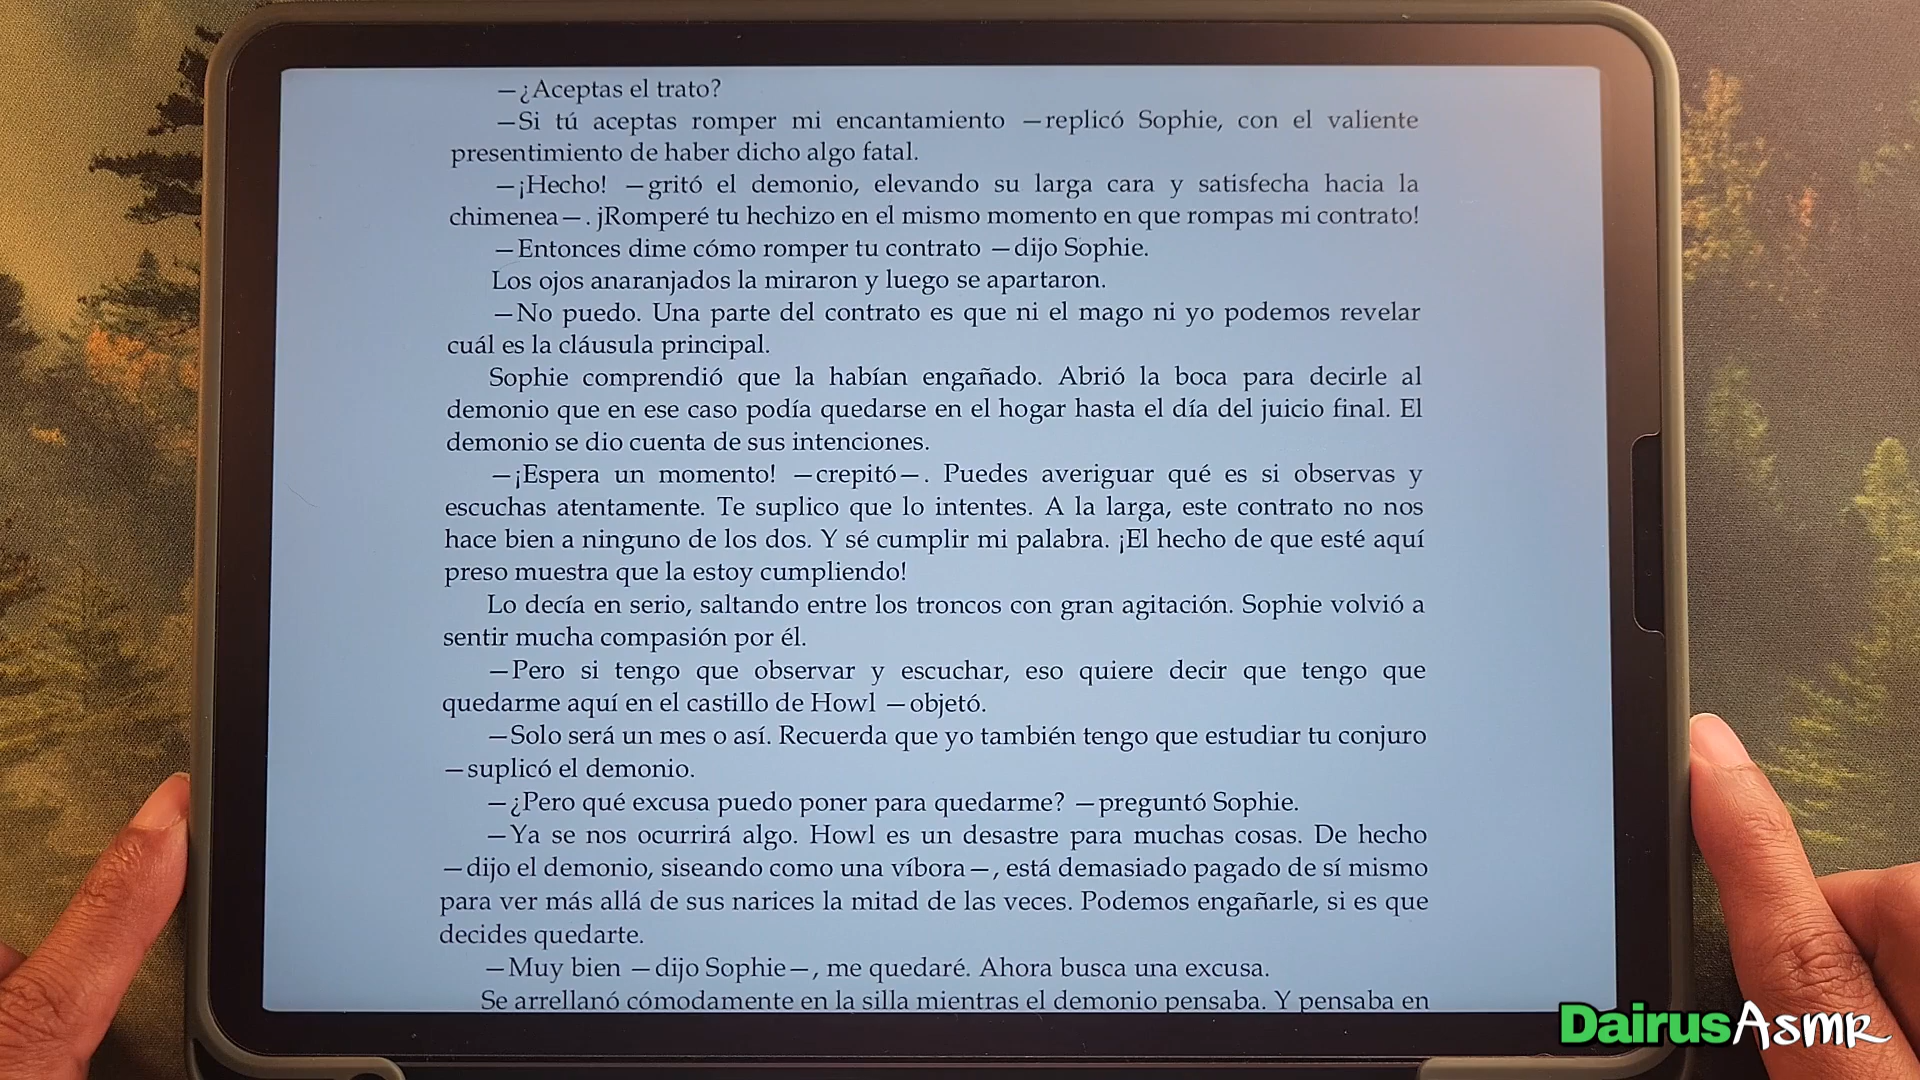 —¿Aceptas el trato?
—Si tú aceptas romper mi encantamiento —replicó Sophie, con el valiente
presentimiento de haber dicho algo fatal.
—¡Hecho! —gritó el demonio, elevando su larga cara y satisfecha hacia la
chimenea—. ¡Romperé tu hechizo en el mismo momento en que rompas mi contrato!
—Entonces dime cómo romper tu contrato —dijo Sophie.
Los ojos anaranjados la miraron y luego se apartaron.
—No puedo. Una parte del contrato es que ni el mago ni yo podemos revelar
cuál es la cláusula principal.
Sophie comprendió que la habían engañado. Abrió la boca para decirle al
demonio que en ese caso podía quedarse en el hogar hasta el día del juicio final. El
demonio se dio cuenta de sus intenciones.
—¡Espera un momento! —crepitó—. Puedes averiguar qué es si observas y
escuchas atentamente. Te suplico que lo intentes. A la larga, este contrato no nos
hace bien a ninguno de los dos. Y sé cumplir mi palabra. ¡El hecho de que esté aquí
preso muestra que la estoy cumpliendo!
Lo decía en serio, saltando entre los troncos con gran agitación. Sophie volvió a
sentir mucha compasión por él.
—Pero si tengo que observar y escuchar, eso quiere decir que tengo que
quedarme aquí en el castillo de Howl —objetó.
—Solo será un mes o así. Recuerda que yo también tengo que estudiar tu conjuro
—suplicó el demonio.
—¿Pero qué excusa puedo poner para quedarme? —preguntó Sophie.
—Ya se nos ocurrirá algo. Howl es un desastre para muchas cosas. De hecho
—dijo el demonio, siseando como una víbora—, está demasiado pagado de sí mismo
para ver más allá de sus narices la mitad de las veces. Podemos engañarle, si es que
decides quedarte.
—Muy bien —dijo Sophie—, me quedaré. Ahora busca una excusa.
Se arrellanó cómodamente en la silla mientras el demonio pensaba. Y pensaba en
DairusAsmr